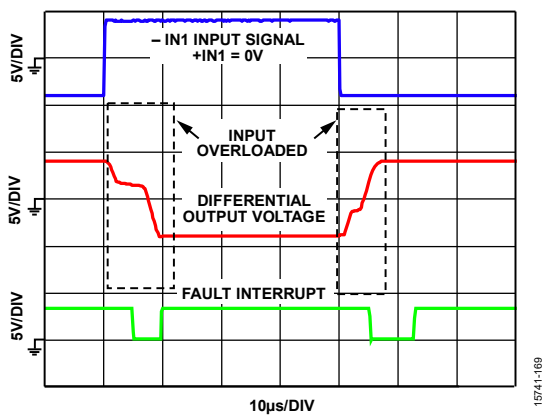 5V/DIV
– IN1 INPUT SIGNAL
+IN1 = 0V
INPUT
OVERLOADED
5V/DIV
DIFFERENTIAL
OUTPUT VOLTAGE
FAULT INTERRUPT
5V/DIV
10µs/DIV
15741-169